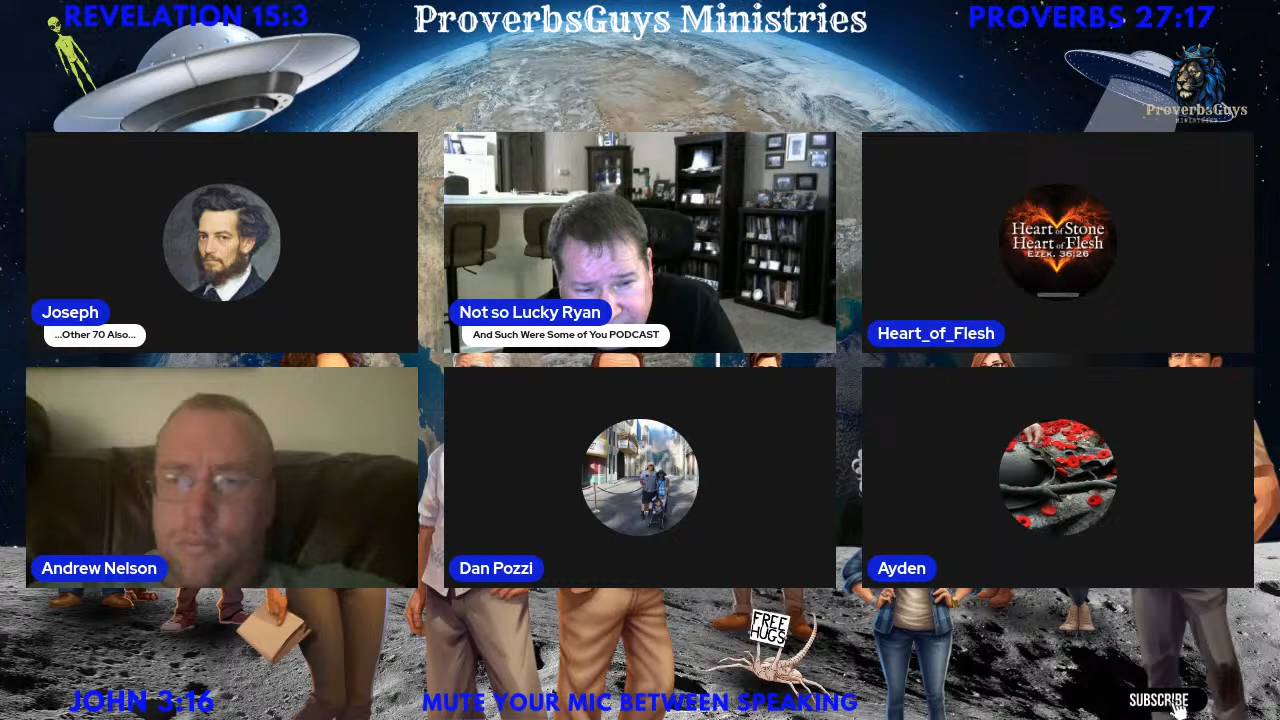 REVELATION 15:3
ProverbsGuys Ministries
PROVERBS 27:17
ProverbsGuys
MINISTRIES
Joseph
...Other 70 Also...
Not so Lucky Ryan
And Such Were Some of You PODCAST
Heart of Stone
Heart of Flesh
EZEK. 36:26
Heart_of_Flesh
Andrew Nelson
Dan Pozzi
Ayden
FREE
HUGS
JOHN 3:16
MUTE YOUR MIC BETWEEN SPEAKING
SUBSCRIBE